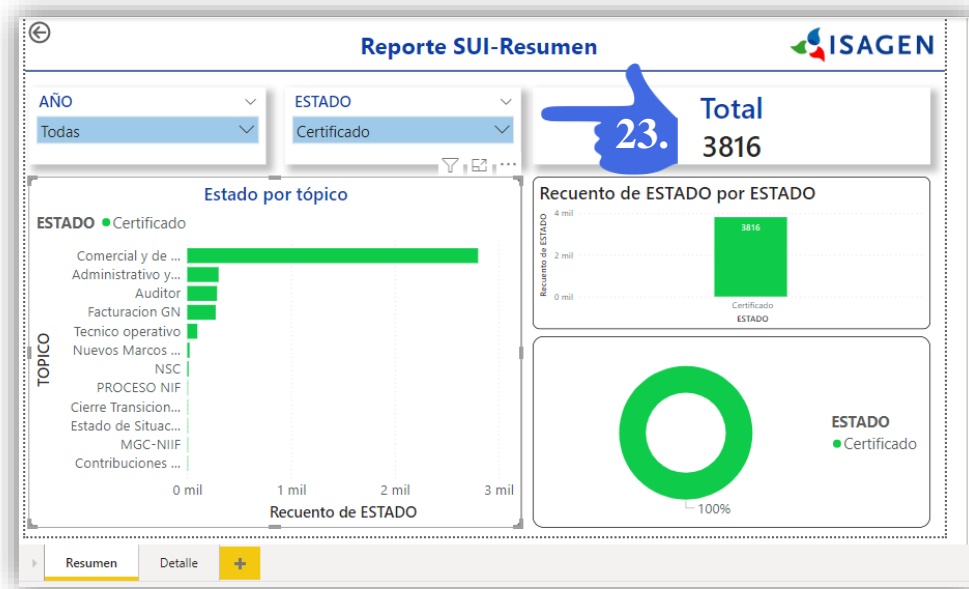 Reporte SUI-Resumen
ISAGEN
AÑO
Todas
ESTADO
Certificado
23.
Total
3816
Estado por tópico
ESTADO Certificado
TOPICO
Comercial y de ...
Administrativo y...
Auditor
Facturacion GN
Tecnico operativo
Nuevos Marcos ...
NSC
PROCESO NIF
Cierre Transicion...
Estado de Situac...
MGC-NIIF
Contribuciones ...
0 mil 1 mil 2 mil 3 mil
Recuento de ESTADO
Recuento de ESTADO por ESTADO
Recuento de ESTADO
4 mil
2 mil
0 mil
3816
Certificado
ESTADO
ESTADO
Certificado
100%
Resumen Detalle +